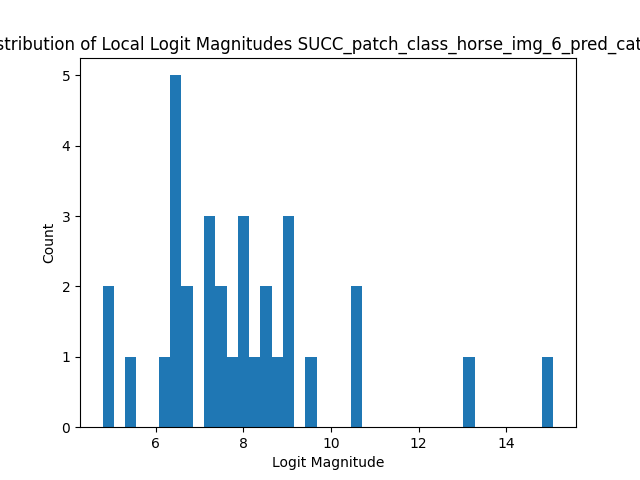 stribution of Local Logit Magnitudes SUCC_patch_class_horse_img_6_pred_cat
5
4
3
2
1
0
Count
6 8 10 12 14
Logit Magnitude